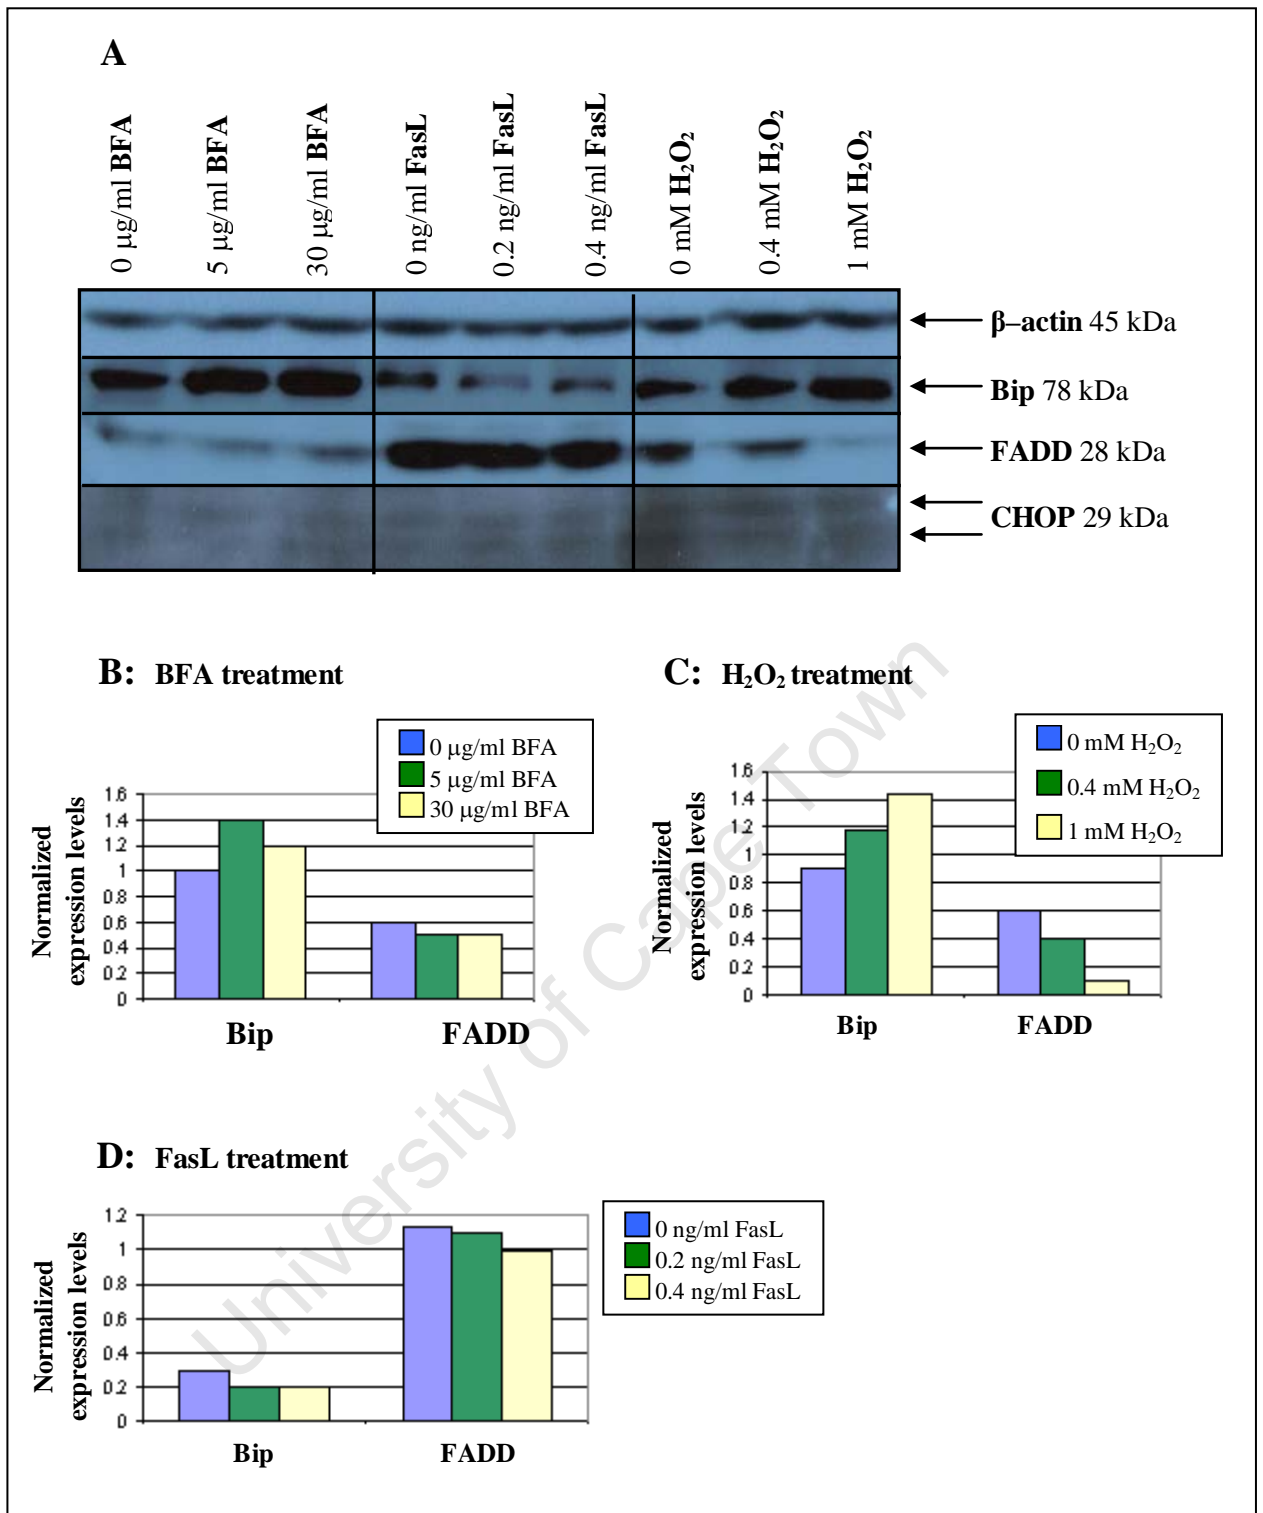 A
0 µg/ml BFA
5 µg/ml BFA
30 µg/ml BFA
0 ng/ml FasL
0.2 ng/ml FasL
0.4 ng/ml FasL
0 mM H₂O₂
0.4 mM H₂O₂
1 mM H₂O₂
β–actin 45 kDa
Bip 78 kDa
FADD 28 kDa
CHOP 29 kDa
B: BFA treatment
0 µg/ml BFA
5 µg/ml BFA
30 µg/ml BFA
Normalized
expression levels
1.6
1.4
1.2
1
0.8
0.6
0.4
0.2
0
Bip FADD
C: H₂O₂ treatment
0 mM H₂O₂
0.4 mM H₂O₂
1 mM H₂O₂
Normalized
expression levels
1.6
1.4
1.2
1
0.8
0.6
0.4
0.2
0
Bip FADD
D: FasL treatment
0 ng/ml FasL
0.2 ng/ml FasL
0.4 ng/ml FasL
Normalized
expression levels
1.2
1
0.8
0.6
0.4
0.2
0
Bip FADD
University of Cape Town